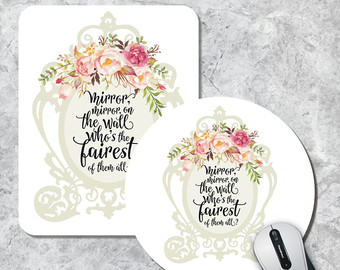 Mirror,
mirror, on
the wall
who's the
fairest
of them all?
Mirror,
mirror, on
the wall
who's the
fairest
of them all?